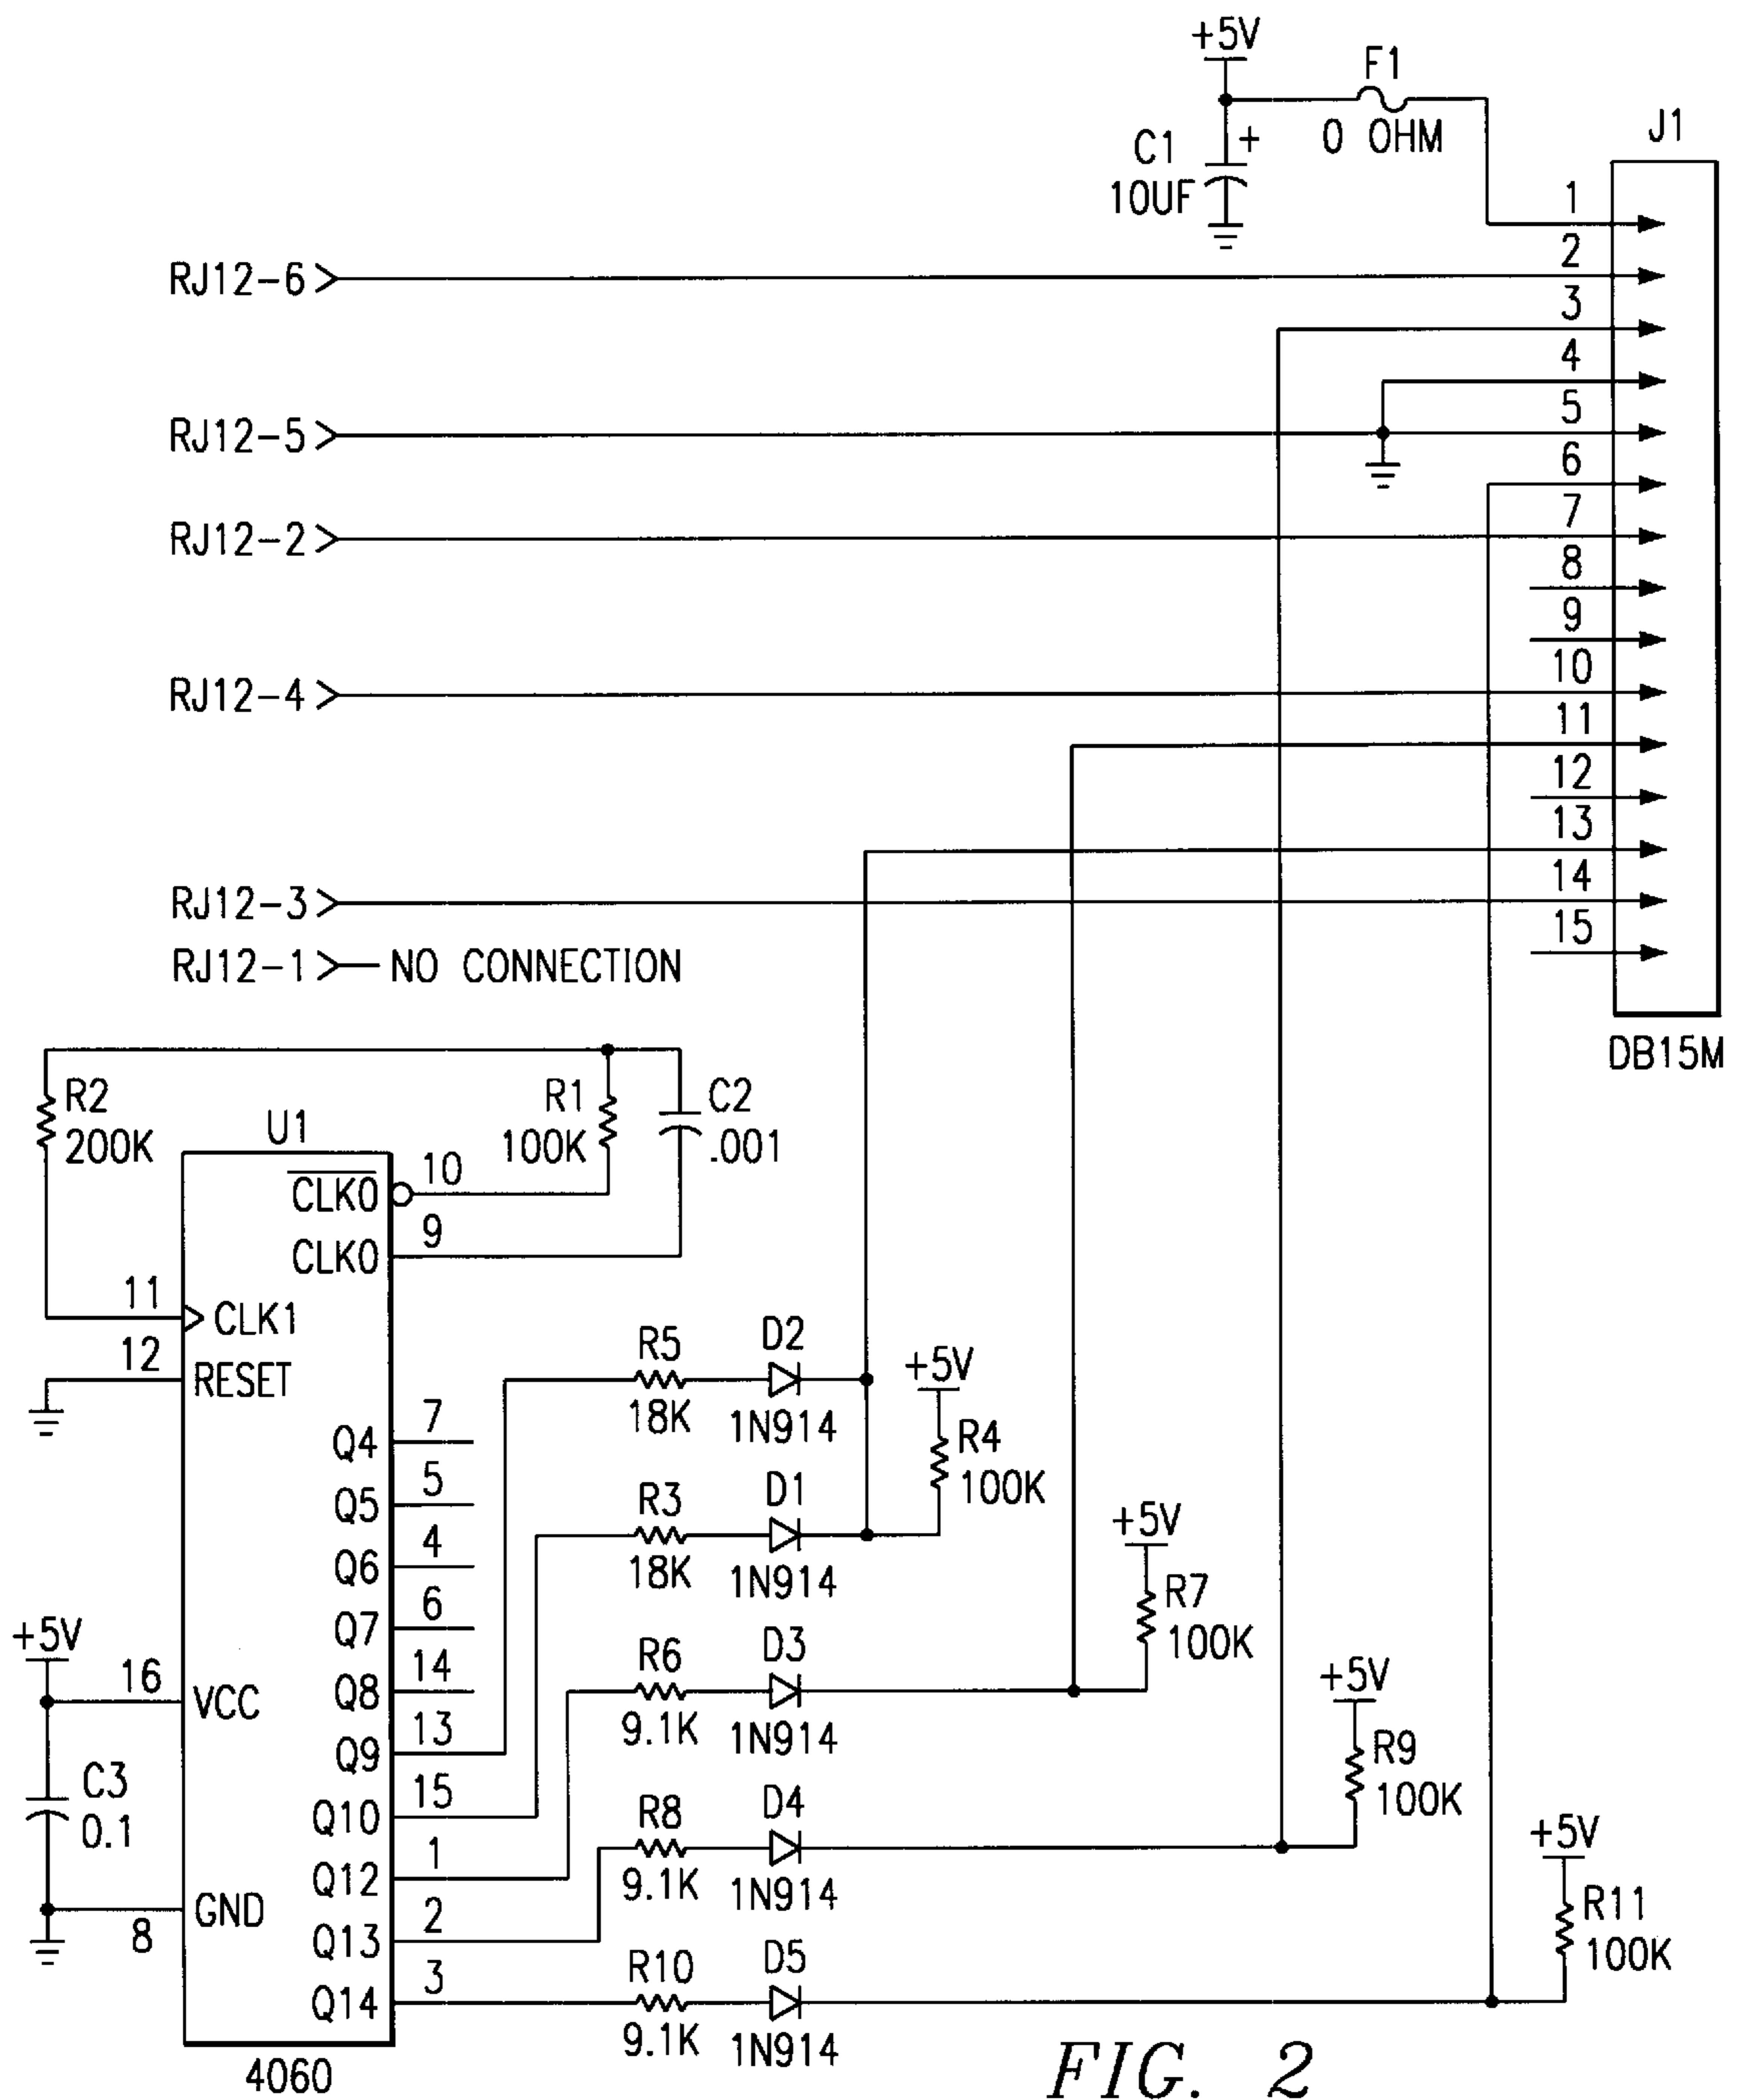 +5V
F1
0 OHM
C1
+
10UF
J1
1
2
RJ12-6
3
4
RJ12-5
5
6
RJ12-2
7
8
9
10
RJ12-4
11
12
13
RJ12-3
14
15
RJ12-1 NO CONNECTION
DB15M
R2
200K
R1
100K
C2
.001
U1
CLK0 10
CLK0 9
11 CLK1
12 RESET
Q4 7
Q5 5
Q6 4
Q7 6
Q8 14
Q9 13
Q10 15
Q12 1
Q13 2
Q14 3
+5V
16 VCC
C3
0.1
8 GND
4060
R5
18K
D2
1N914
+5V
R4
100K
R3
18K
D1
1N914
+5V
R7
100K
R6
9.1K
D3
1N914
+5V
R9
100K
R8
9.1K
D4
1N914
+5V
R11
100K
R10
9.1K
D5
1N914
FIG. 2